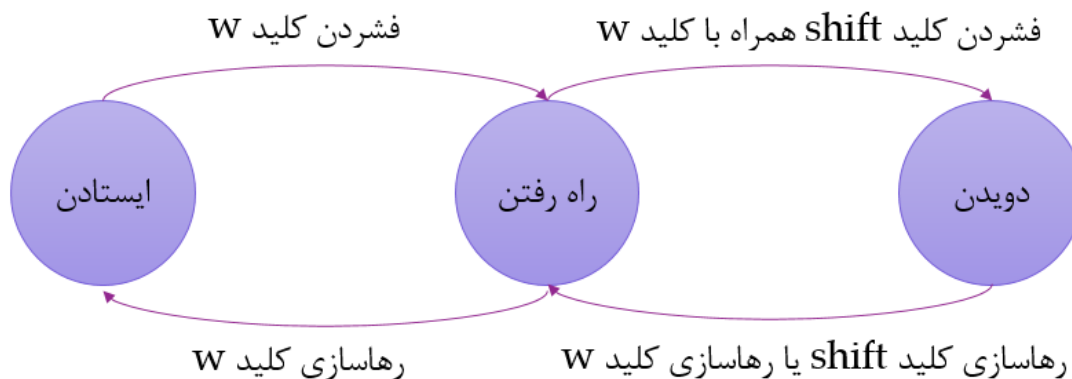 فشردن کلید w
فشردن کلید shift همراه با کلید w
ایستادن
راه رفتن
دویدن
رهاسازی کلید w
رهاسازی کلید shift یا رهاسازی کلید w